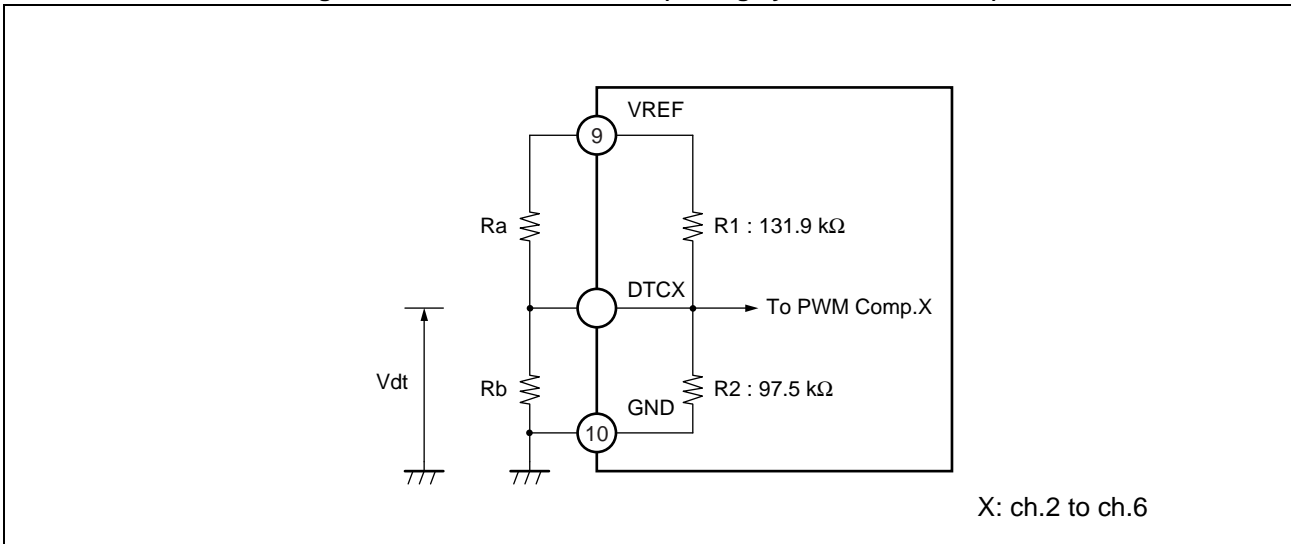 VREF
9
Ra
R1 : 131.9 kΩ
DTCX
To PWM Comp.X
Vdt
Rb
R2 : 97.5 kΩ
GND
10
X: ch.2 to ch.6